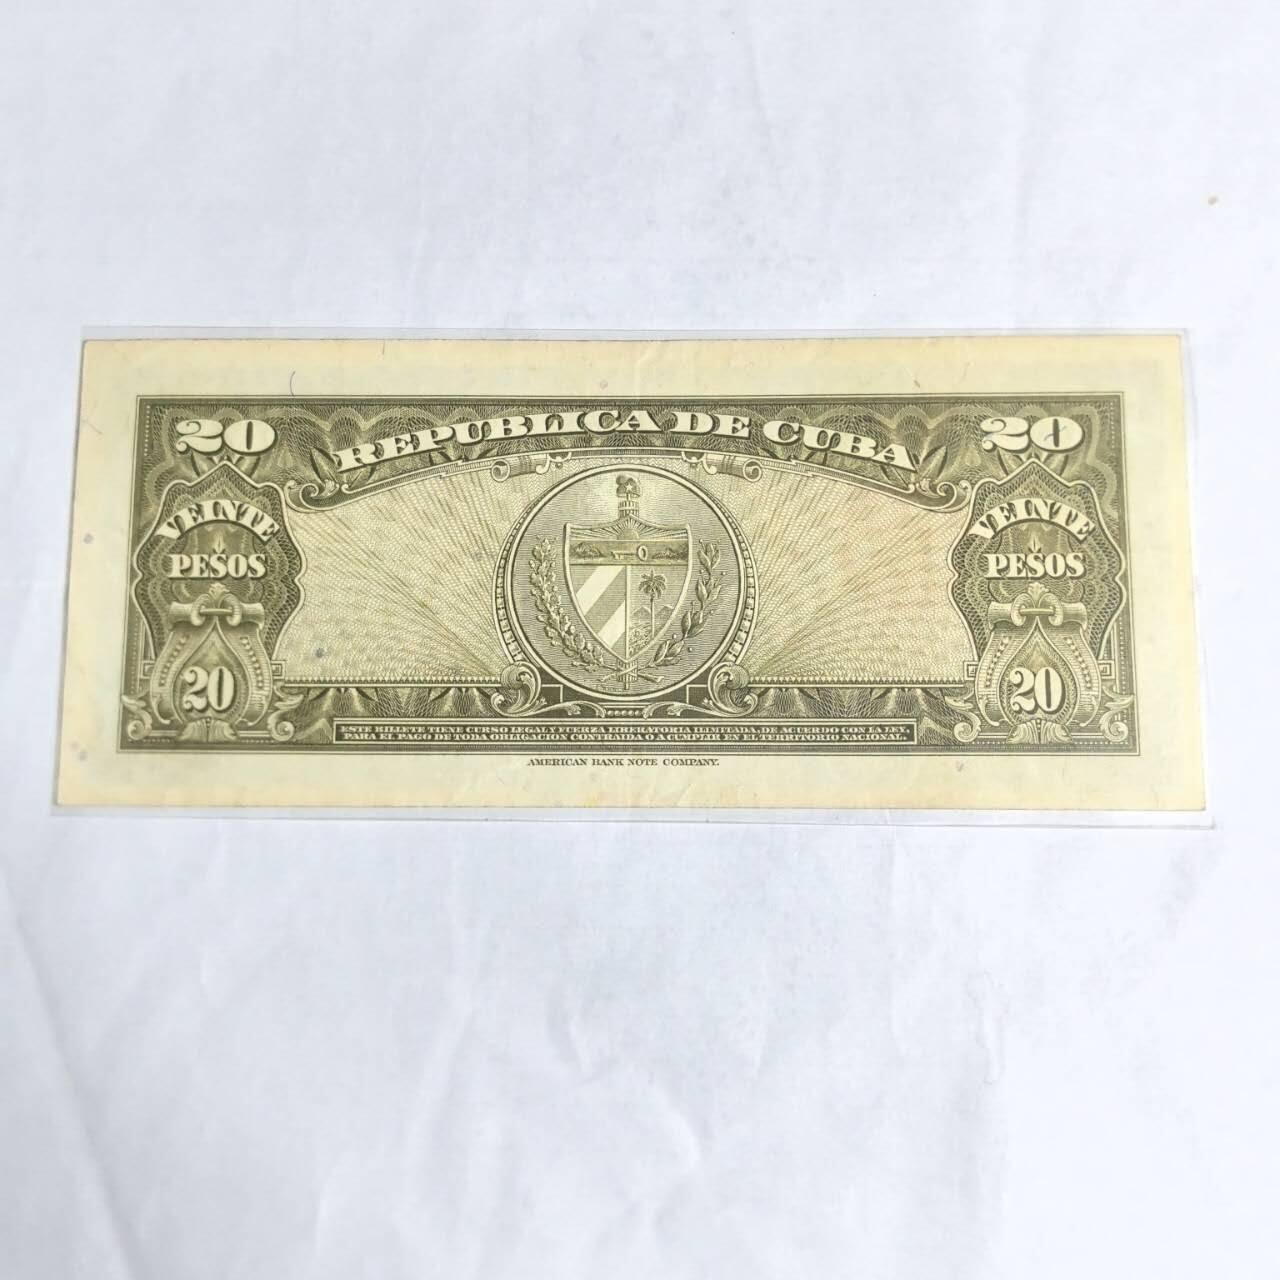 20 REPUBLICA DE CUBA 20
VEINTE PESOS
VEINTE PESOS
20
20
ESTE BILLETE TIENE CURSO LEGAL Y FUERZA LIBERATORIA ILIMITADA, DE ACUERDO CON LA LEY,
PARA EL PAGO DE TODA OBLIGACION CONTRAIDA O A CUMPLIR EN EL TERRITORIO NACIONAL.
AMERICAN BANK NOTE COMPANY.